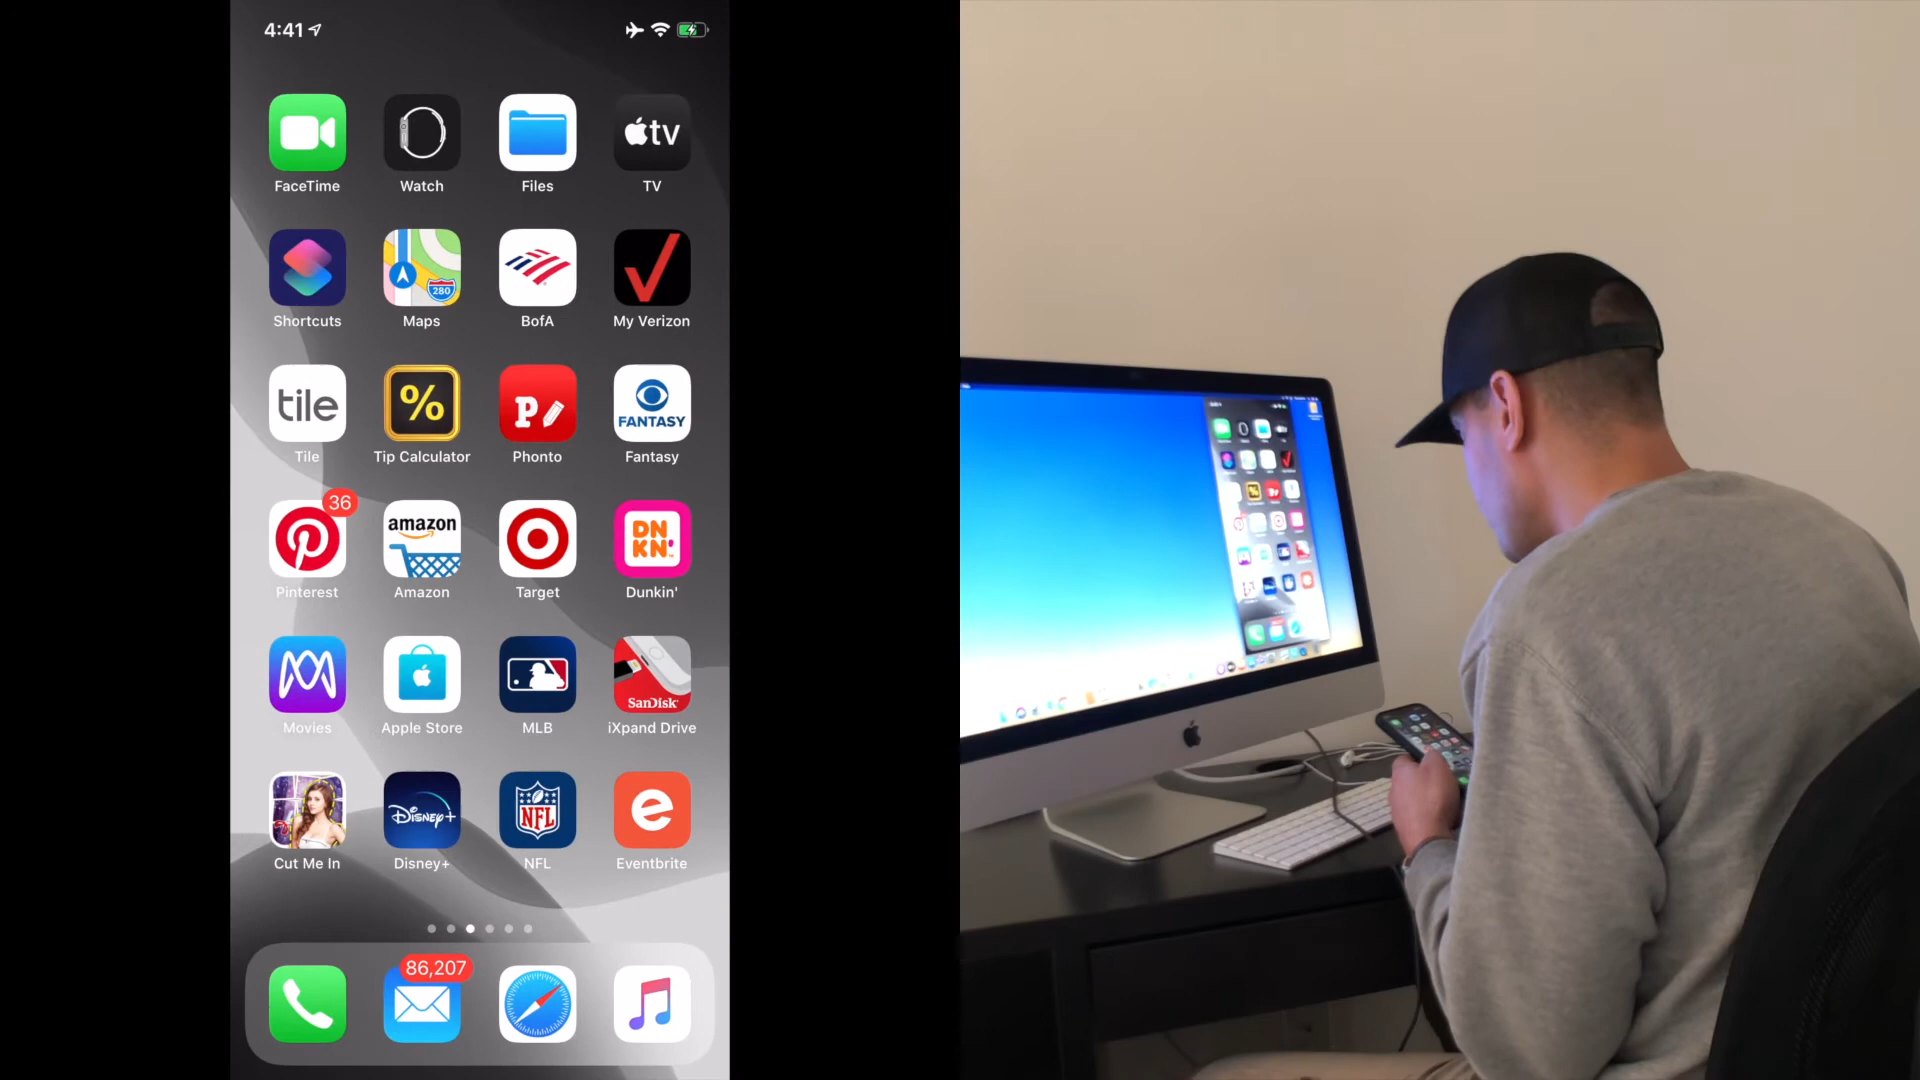 4:41
FaceTime Watch Files TV
tv
280
Shortcuts Maps BofA My Verizon
tile % P FANTASY
Tile Tip Calculator Phonto Fantasy
36
amazon DN KN'
Pinterest Amazon Target Dunkin'
SanDisk
Movies Apple Store MLB iXpand Drive
Disney+ NFL e
Cut Me In Disney+ NFL Eventbrite
86,207